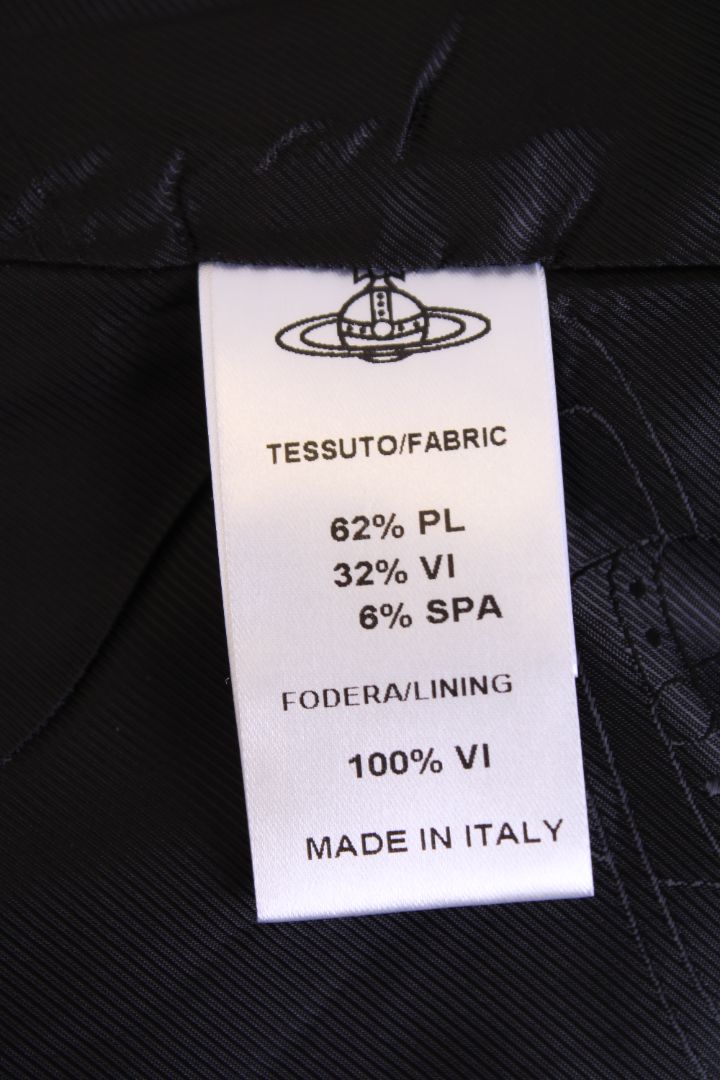 TESSUTO/FABRIC
62% PL
32% VI
6% SPA
FODERA/LINING
100% VI
MADE IN ITALY